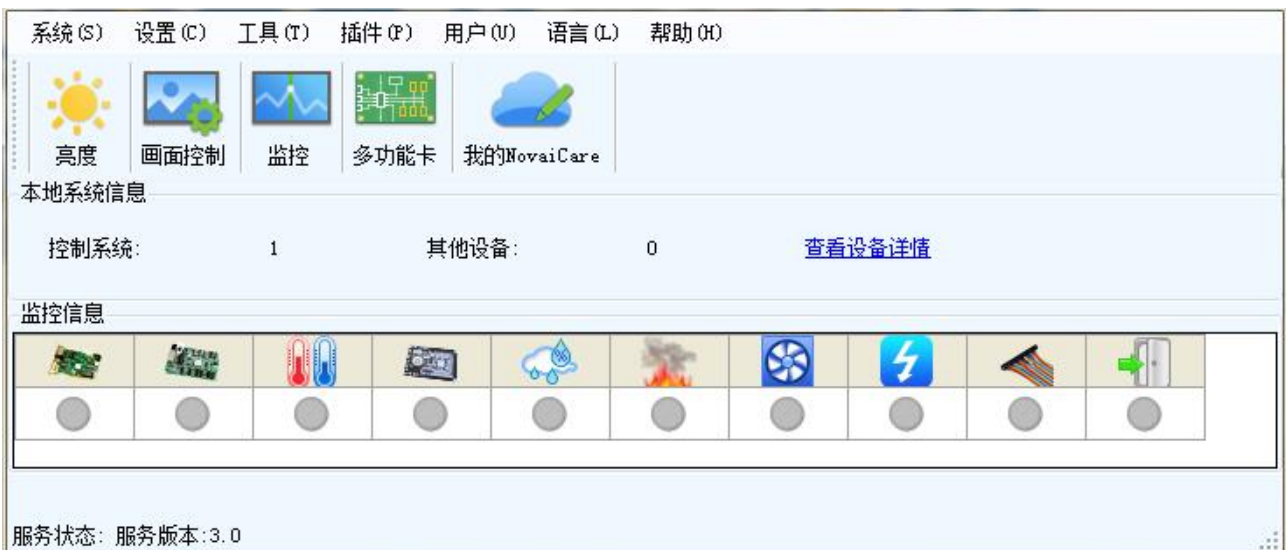 系统(S) 设置(C) 工具(T) 插件(P) 用户(U) 语言(L) 帮助(H)
亮度 画面控制 监控 多功能卡 我的NovaiCare
本地系统信息
控制系统: 1 其他设备: 0 查看设备详情
监控信息
%
服务状态: 服务版本:3.0